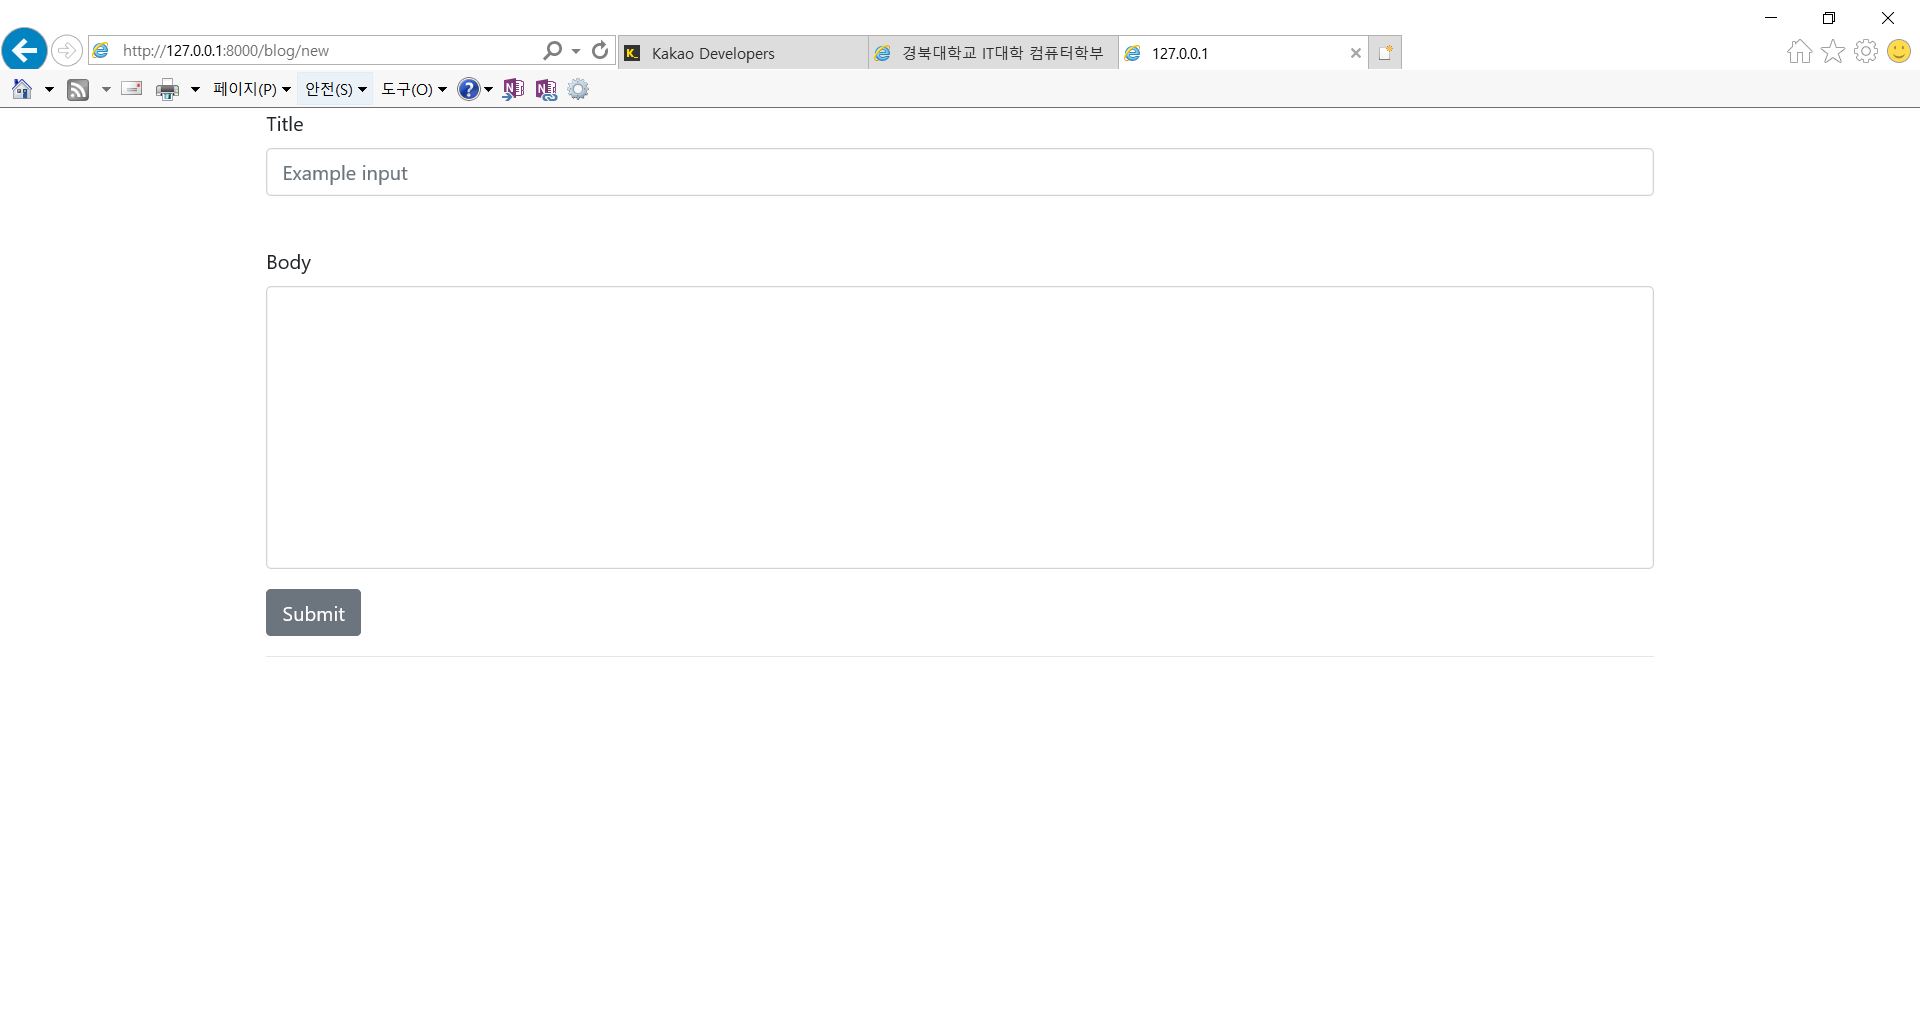 http://127.0.0.1:8000/blog/new
Kakao Developers
경북대학교 IT대학 컴퓨터학부
127.0.0.1
페이지(P)
안전(S)
도구(O)
Title
Example input
Body
Submit